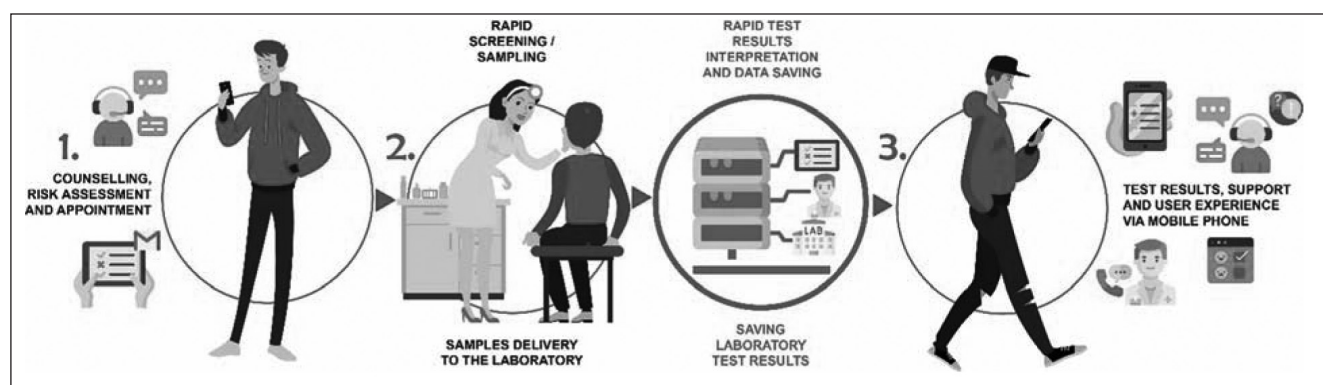 1.
COUNSELLING,
RISK ASSESSMENT
AND APPOINTMENT
RAPID
SCREENING /
SAMPLING
2.
SAMPLES DELIVERY
TO THE LABORATORY
RAPID TEST
RESULTS
INTERPRETATION
AND DATA SAVING
LAB
SAVING
LABORATORY
TEST RESULTS
3.
?
!
TEST RESULTS, SUPPORT
AND USER EXPERIENCE
VIA MOBILE PHONE